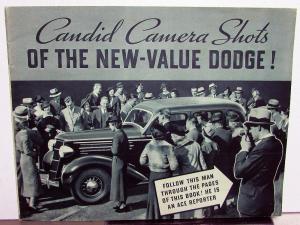 Candid Camera Shots
OF THE NEW-VALUE DODGE!
FOLLOW THIS MAN
THROUGH THE PAGES
OF THIS BOOK! HE IS
AN ACE REPORTER